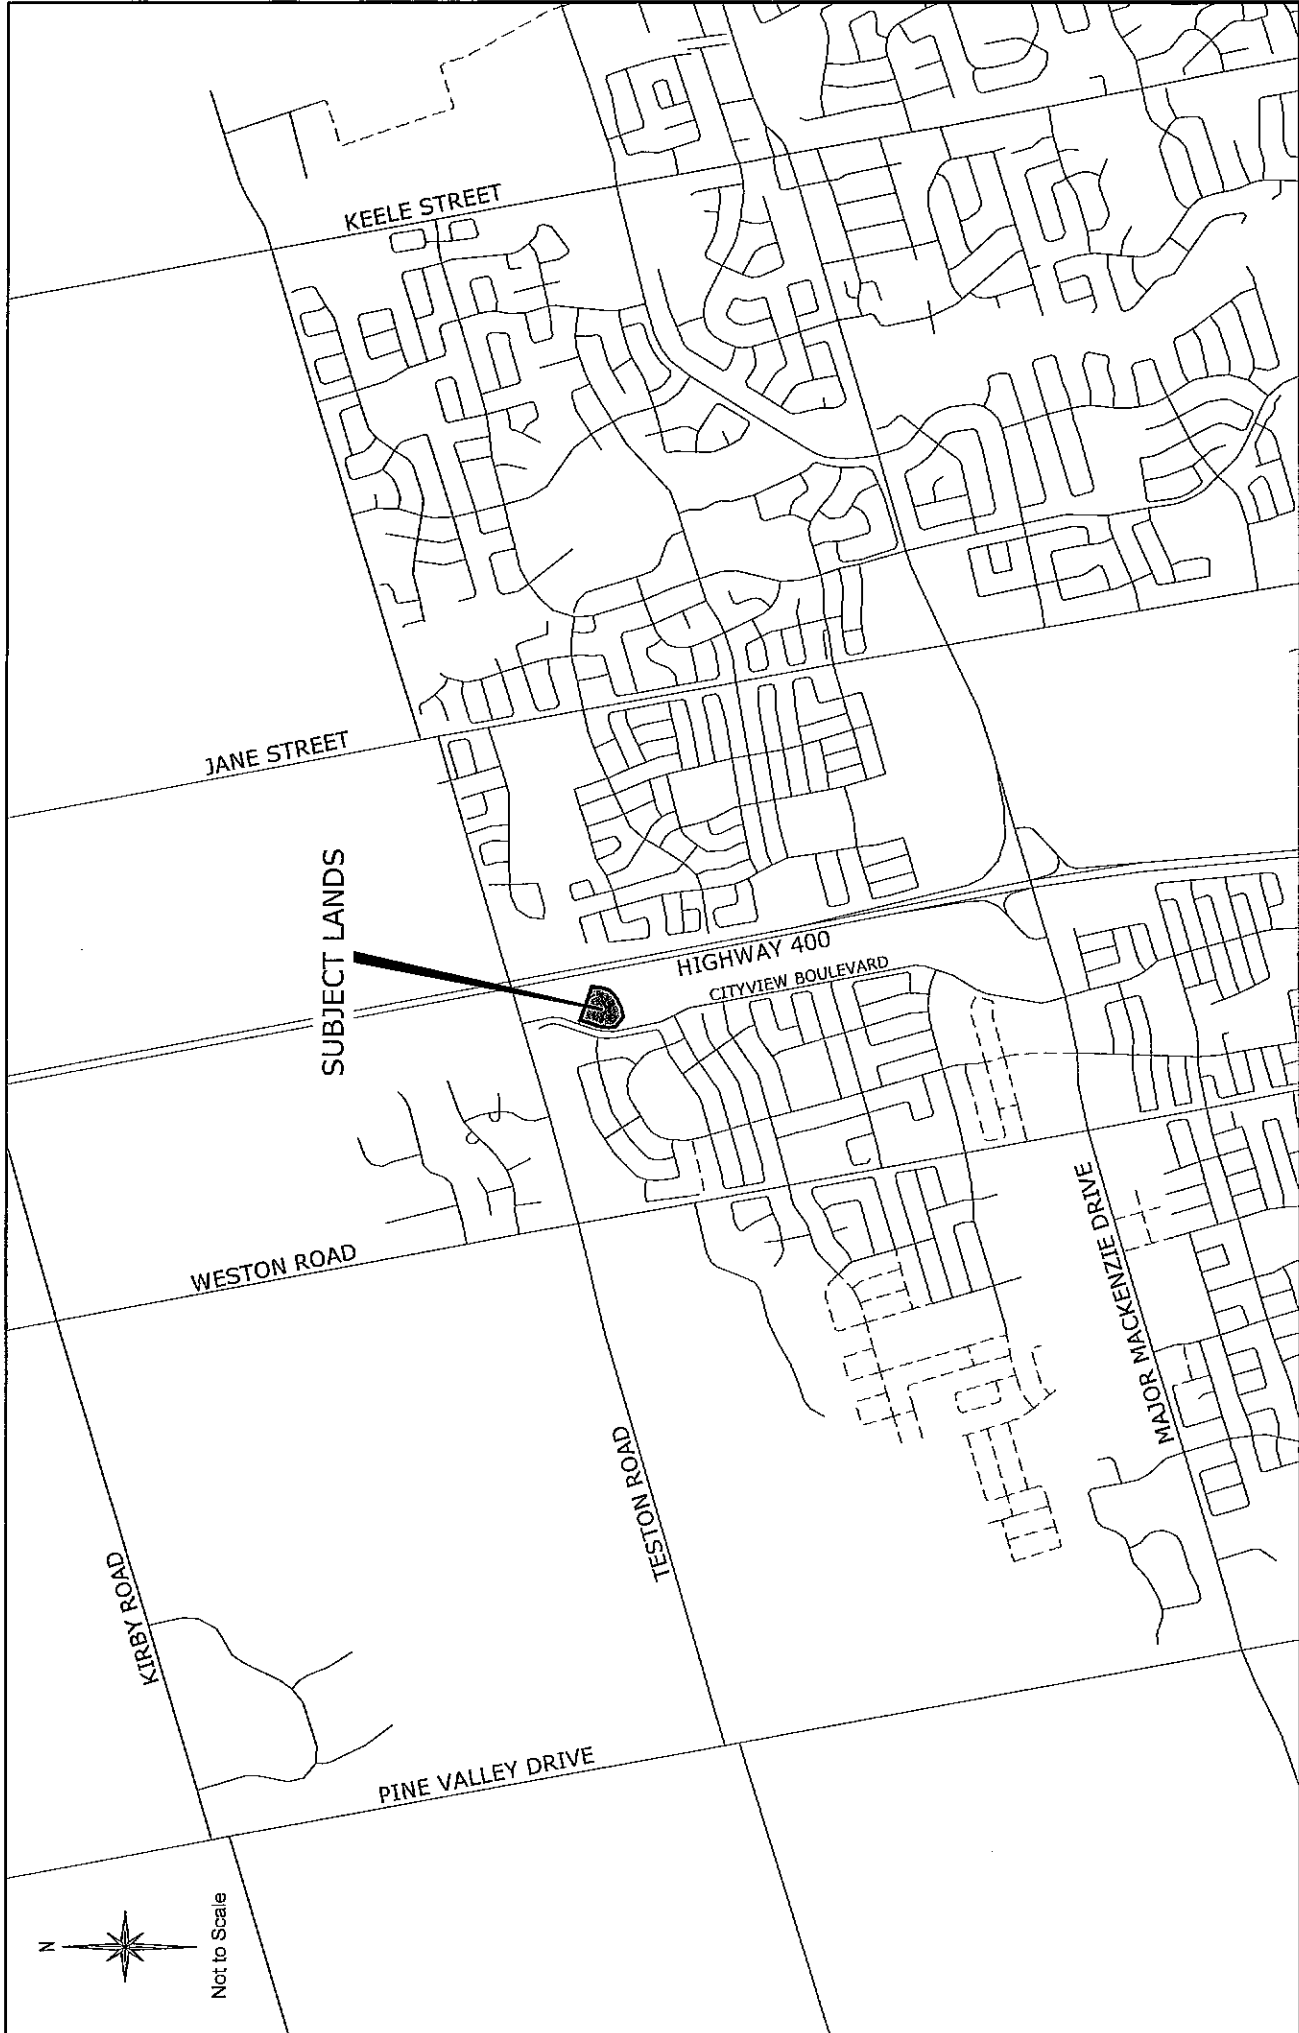 KEELE STREET
JANE STREET
SUBJECT LANDS
HIGHWAY 400
CITYVIEW BOULEVARD
WESTON ROAD
MAJOR MACKENZIE DRIVE
TESTON ROAD
KIRBY ROAD
PINE VALLEY DRIVE
N
Not to Scale